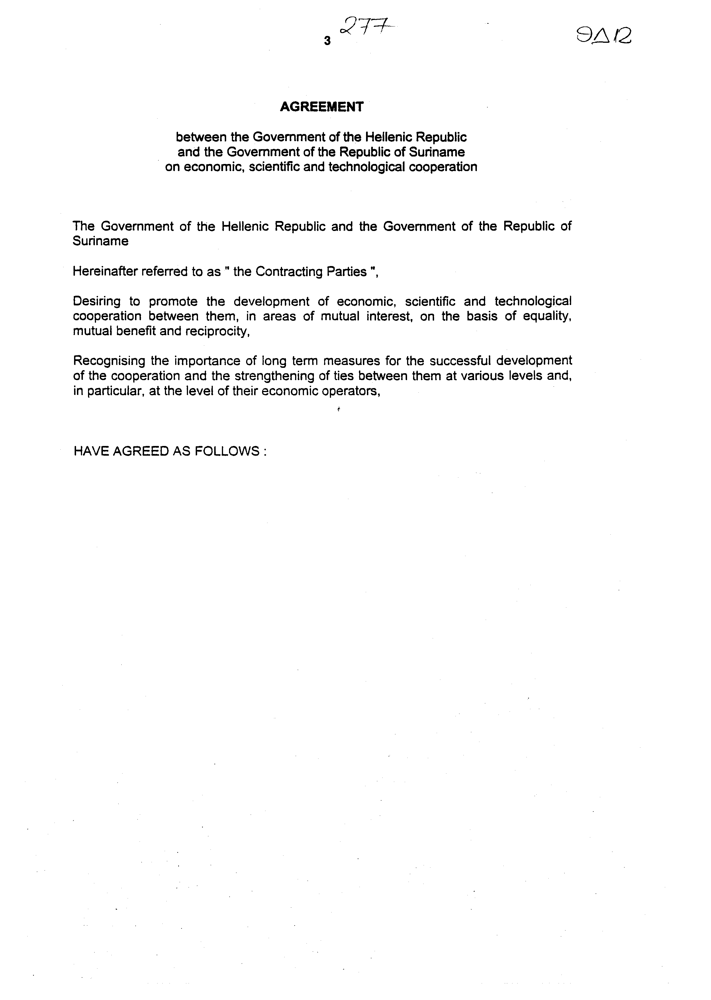 277
3
9Δ12
AGREEMENT
between the Government of the Hellenic Republic
and the Government of the Republic of Suriname
on economic, scientific and technological cooperation
The Government of the Hellenic Republic and the Government of the Republic of
Suriname
Hereinafter referred to as " the Contracting Parties ",
Desiring to promote the development of economic, scientific and technological
cooperation between them, in areas of mutual interest, on the basis of equality,
mutual benefit and reciprocity,
Recognising the importance of long term measures for the successful development
of the cooperation and the strengthening of ties between them at various levels and,
in particular, at the level of their economic operators,
HAVE AGREED AS FOLLOWS :